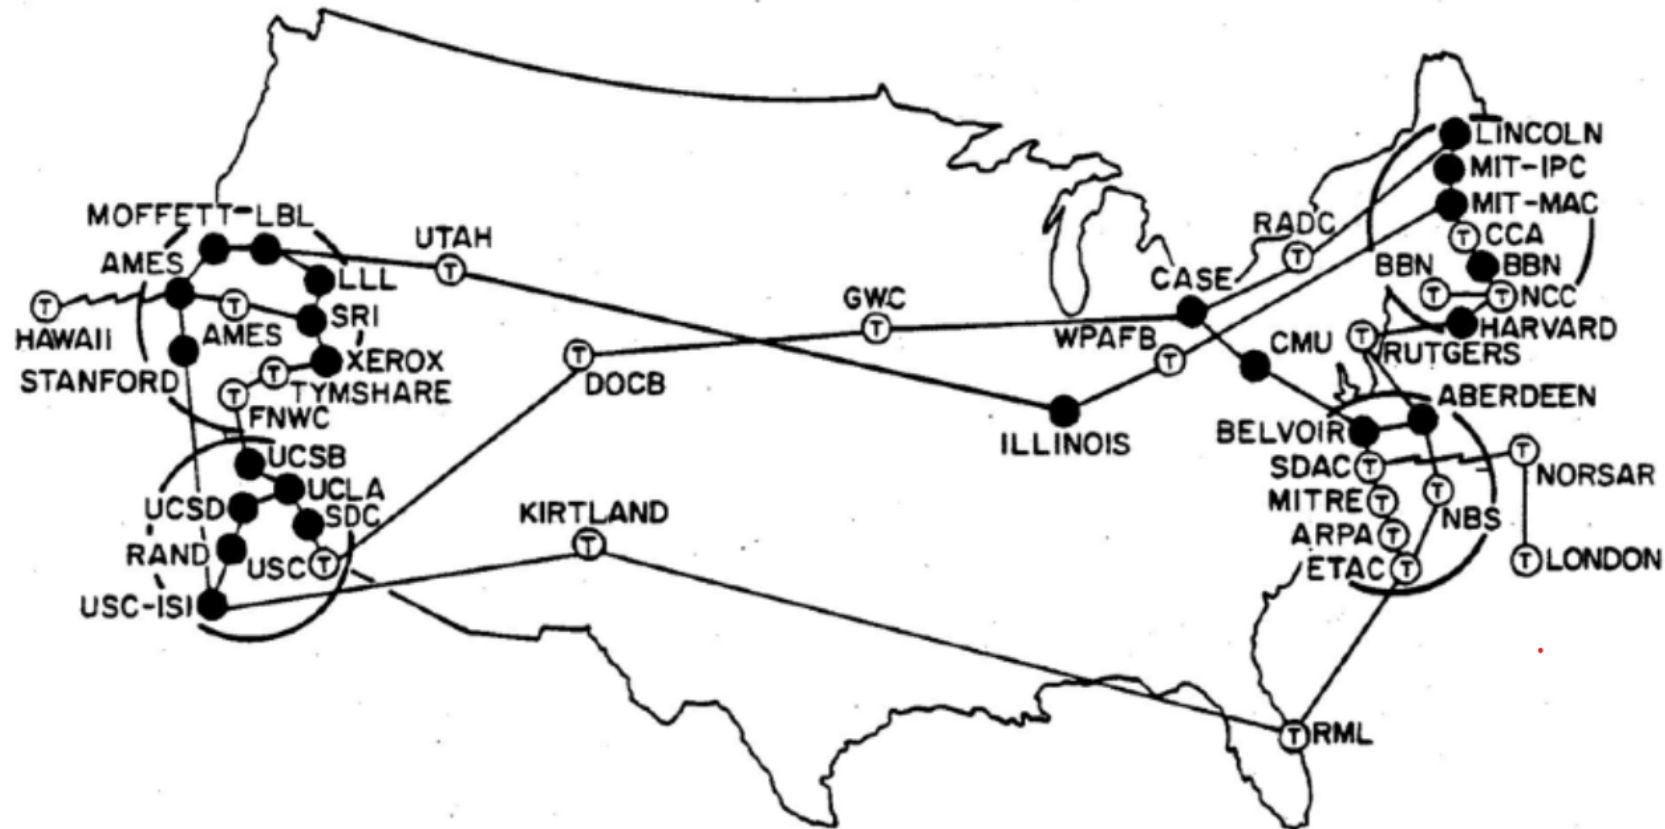 LINCOLN
MIT-IPC
MIT-MAC
MOFFETT LBL
RADC
UTAH
T
T
CCA
AMES
T
CASE
BBN
BBN
LLL
GWC
T
T
NCC
T
T
SRI
HAWAII
AMES
T
WPAFB
T
HARVARD
CMU
RUTGERS
XEROX
T
T
STANFORD
T
TYMSHARE
DOCB
T
FNWC
ABERDEEN
BELVOIR
ILLINOIS
UCSB
SDAC
T
T
NORSAR
UCLA
T
UCSD
MITRE
T
SDC
KIRTLAND
NBS
ARPA
T
T
RAND
USC
T
ETAC
T
T
LONDON
USC-ISI
T
RML